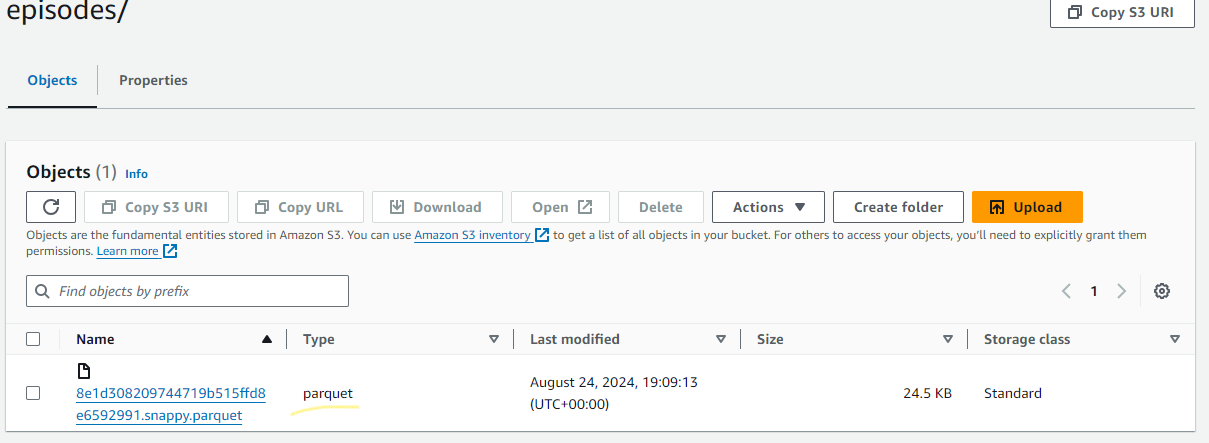 episodes/
Copy S3 URI
Objects
Properties
Objects (1) Info
Copy S3 URI
Copy URL
Download
Open
Delete
Actions
Create folder
Upload
Objects are the fundamental entities stored in Amazon S3. You can use Amazon S3 inventory to get a list of all objects in your bucket. For others to access your objects, you'll need to explicitly grant them
permissions. Learn more
Find objects by prefix
1
Name
Type
Last modified
Size
Storage class
8e1d308209744719b515ffd8
e6592991.snappy.parquet
parquet
August 24, 2024, 19:09:13
(UTC+00:00)
24.5 KB
Standard